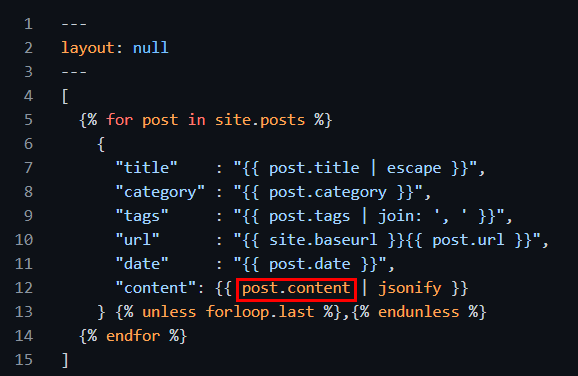 1 ---
2 layout: null
3 ---
4 [
5   {% for post in site.posts %}
6     {
7       "title"    : "{{ post.title | escape }}",
8       "category" : "{{ post.category }}",
9       "tags"     : "{{ post.tags | join: ', ' }}",
10       "url"      : "{{ site.baseurl }}{{ post.url }}",
11       "date"     : "{{ post.date }}",
12       "content": {{ post.content | jsonify }}
13     } {% unless forloop.last %},{% endunless %}
14   {% endfor %}
15 ]